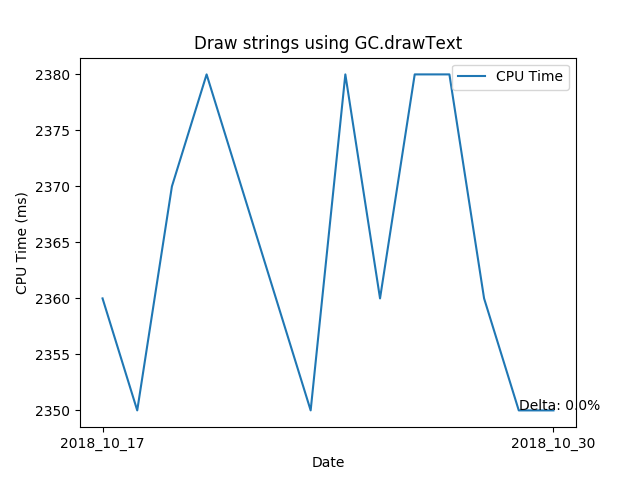 Draw strings using GC.drawText
CPU Time
CPU Time (ms)
2380
2375
2370
2365
2360
2355
2350
Delta: 0.0%
2018_10_17
2018_10_30
Date